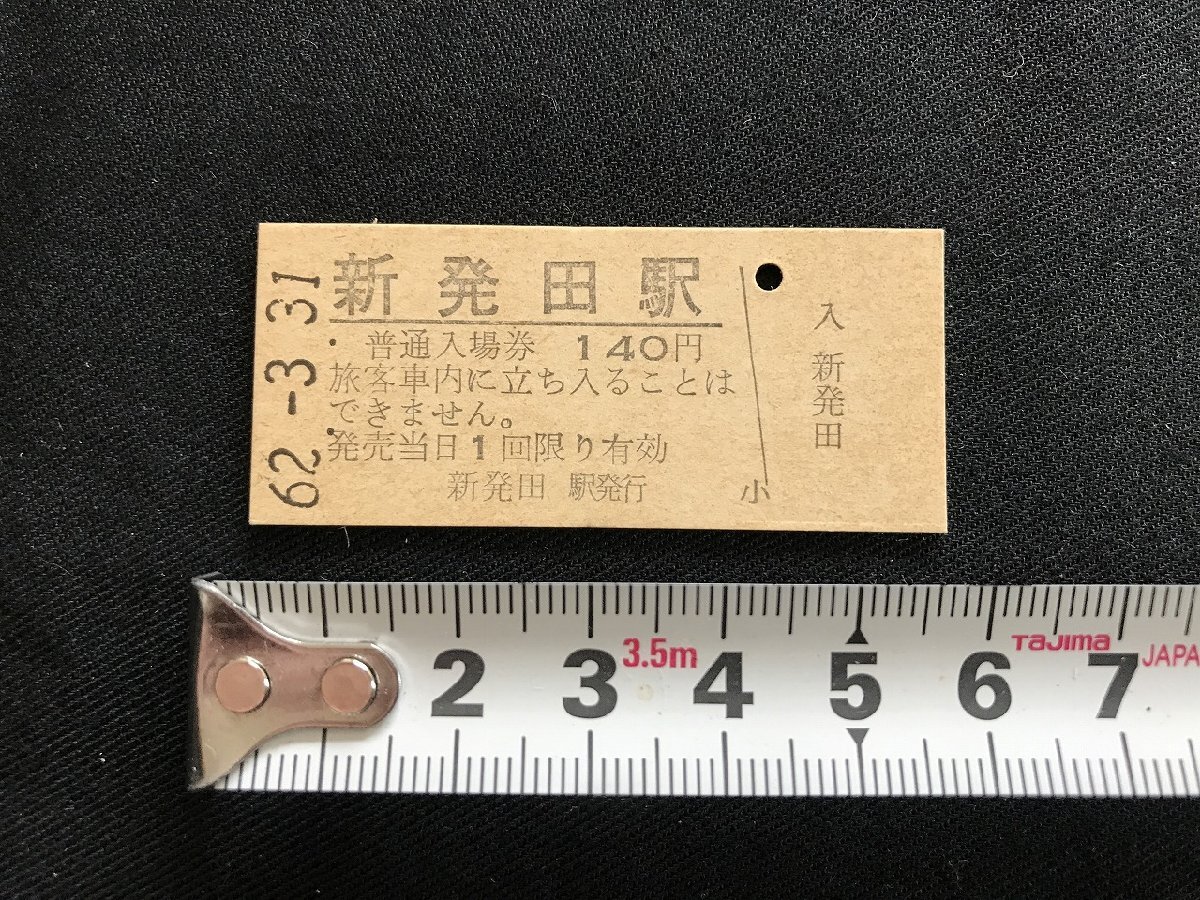 62.-3.31
新発田駅
普通入場券 140円
旅客車内に立ち入ることは
できません。
発売当日1回限り有効
新発田 駅発行
小
入
新発田
2 3 3.5m 4 5 6 TaJima 7 JAPA